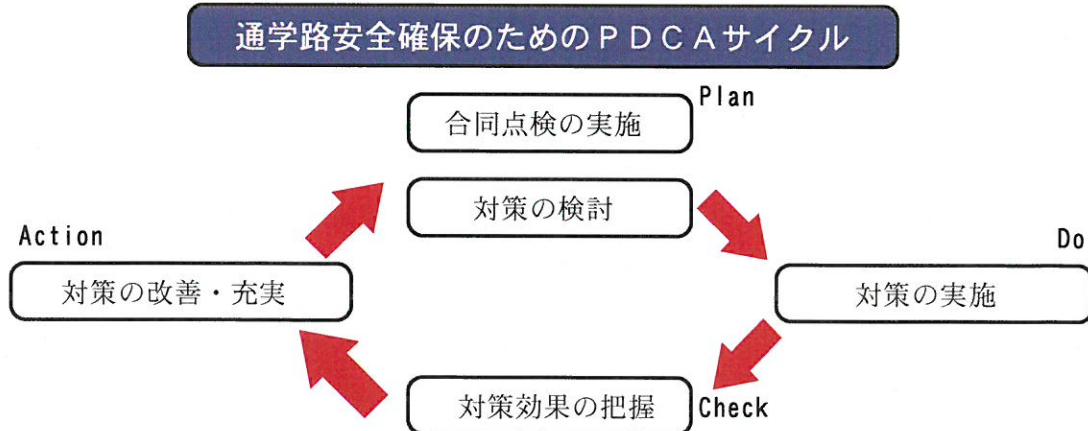 通学路安全確保のためのＰＤＣＡサイクル
Plan
合同点検の実施
対策の検討
Action
Do
対策の改善・充実
対策の実施
対策効果の把握
Check